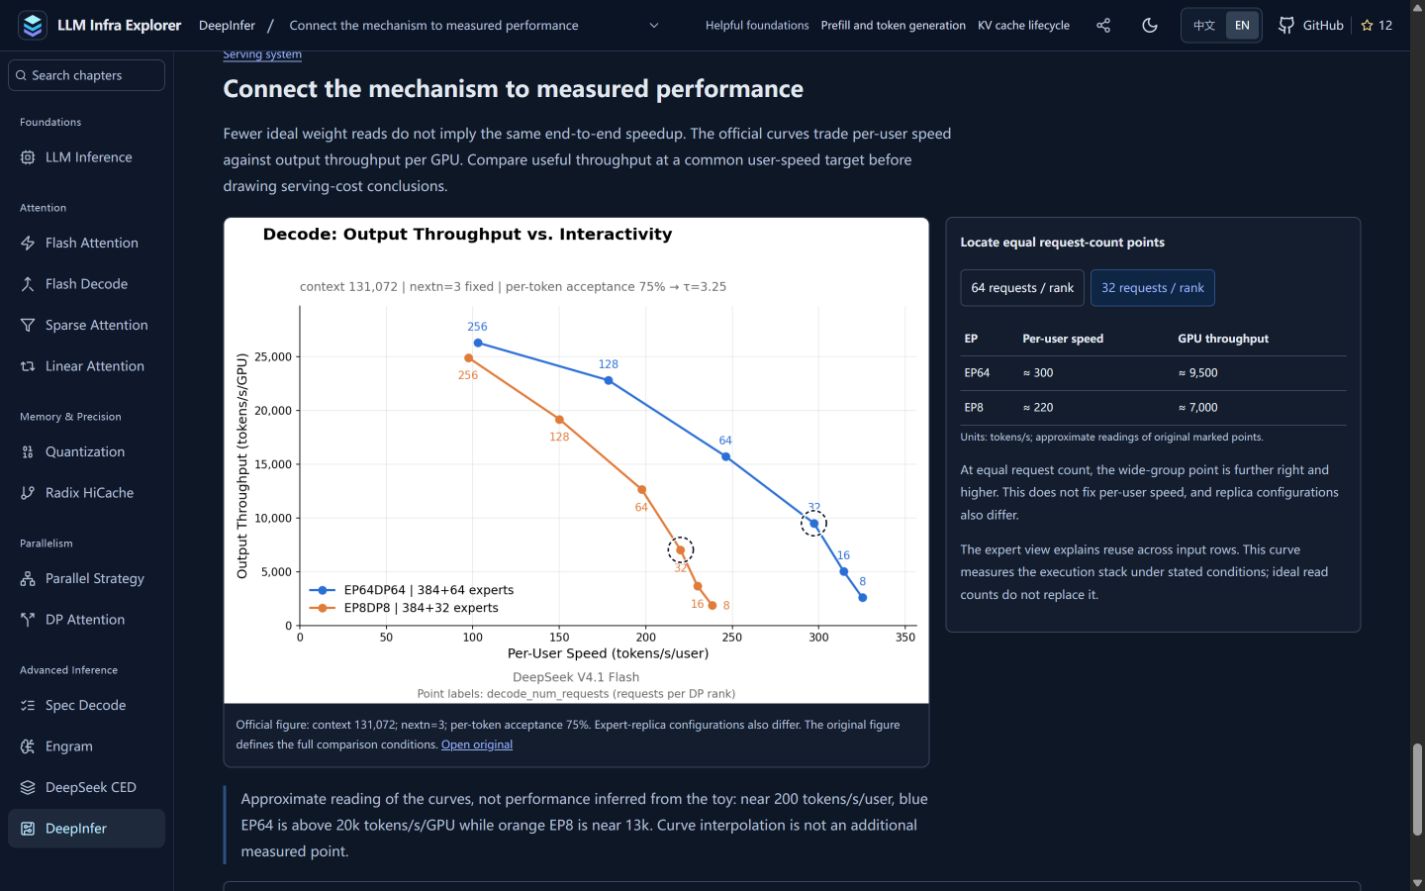 LLM Infra Explorer
DeepInfer / Connect the mechanism to measured performance
Helpful foundations Prefill and token generation KV cache lifecycle
中文 EN GitHub 12
Search chapters
Foundations
LLM Inference
Attention
Flash Attention
Flash Decode
Sparse Attention
Linear Attention
Memory & Precision
Quantization
Radix HiCache
Parallelism
Parallel Strategy
DP Attention
Advanced Inference
Spec Decode
Engram
DeepSeek CED
DeepInfer
Serving system
Connect the mechanism to measured performance
Fewer ideal weight reads do not imply the same end-to-end speedup. The official curves trade per-user speed
against output throughput per GPU. Compare useful throughput at a common user-speed target before
drawing serving-cost conclusions.
Decode: Output Throughput vs. Interactivity
context 131,072 | nextn=3 fixed | per-token acceptance 75% → τ=3.25
Output Throughput (tokens/s/GPU)
25,000
20,000
15,000
10,000
5,000
0
256
128
64
32
16
8
256
128
64
32
16
8
EP64DP64 | 384+64 experts
EP8DP8 | 384+32 experts
0 50 100 150 200 250 300 350
Per-User Speed (tokens/s/user)
DeepSeek V4.1 Flash
Point labels: decode_num_requests (requests per DP rank)
Official figure: context 131,072; nextn=3; per-token acceptance 75%. Expert-replica configurations also differ. The original figure
defines the full comparison conditions. Open original
Locate equal request-count points
64 requests / rank 32 requests / rank
EP Per-user speed GPU throughput
EP64 ≈ 300 ≈ 9,500
EP8 ≈ 220 ≈ 7,000
Units: tokens/s; approximate readings of original marked points.
At equal request count, the wide-group point is further right and
higher. This does not fix per-user speed, and replica configurations
also differ.
The expert view explains reuse across input rows. This curve
measures the execution stack under stated conditions; ideal read
counts do not replace it.
Approximate reading of the curves, not performance inferred from the toy: near 200 tokens/s/user, blue
EP64 is above 20k tokens/s/GPU while orange EP8 is near 13k. Curve interpolation is not an additional
measured point.